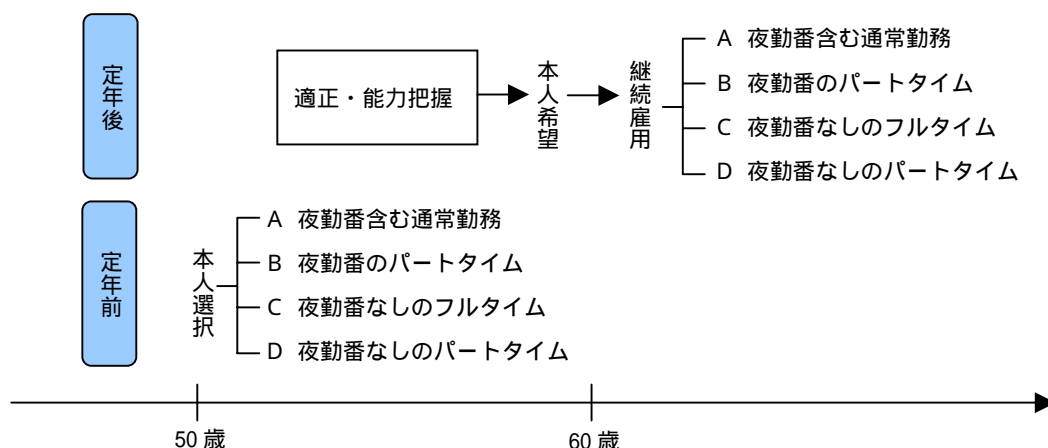 定年後
適正・能力把握
本人希望
継続雇用
A 夜勤番含む通常勤務
B 夜勤番のパートタイム
C 夜勤番なしのフルタイム
D 夜勤番なしのパートタイム
定年前
本人選択
A 夜勤番含む通常勤務
B 夜勤番のパートタイム
C 夜勤番なしのフルタイム
D 夜勤番なしのパートタイム
50 歳
60 歳